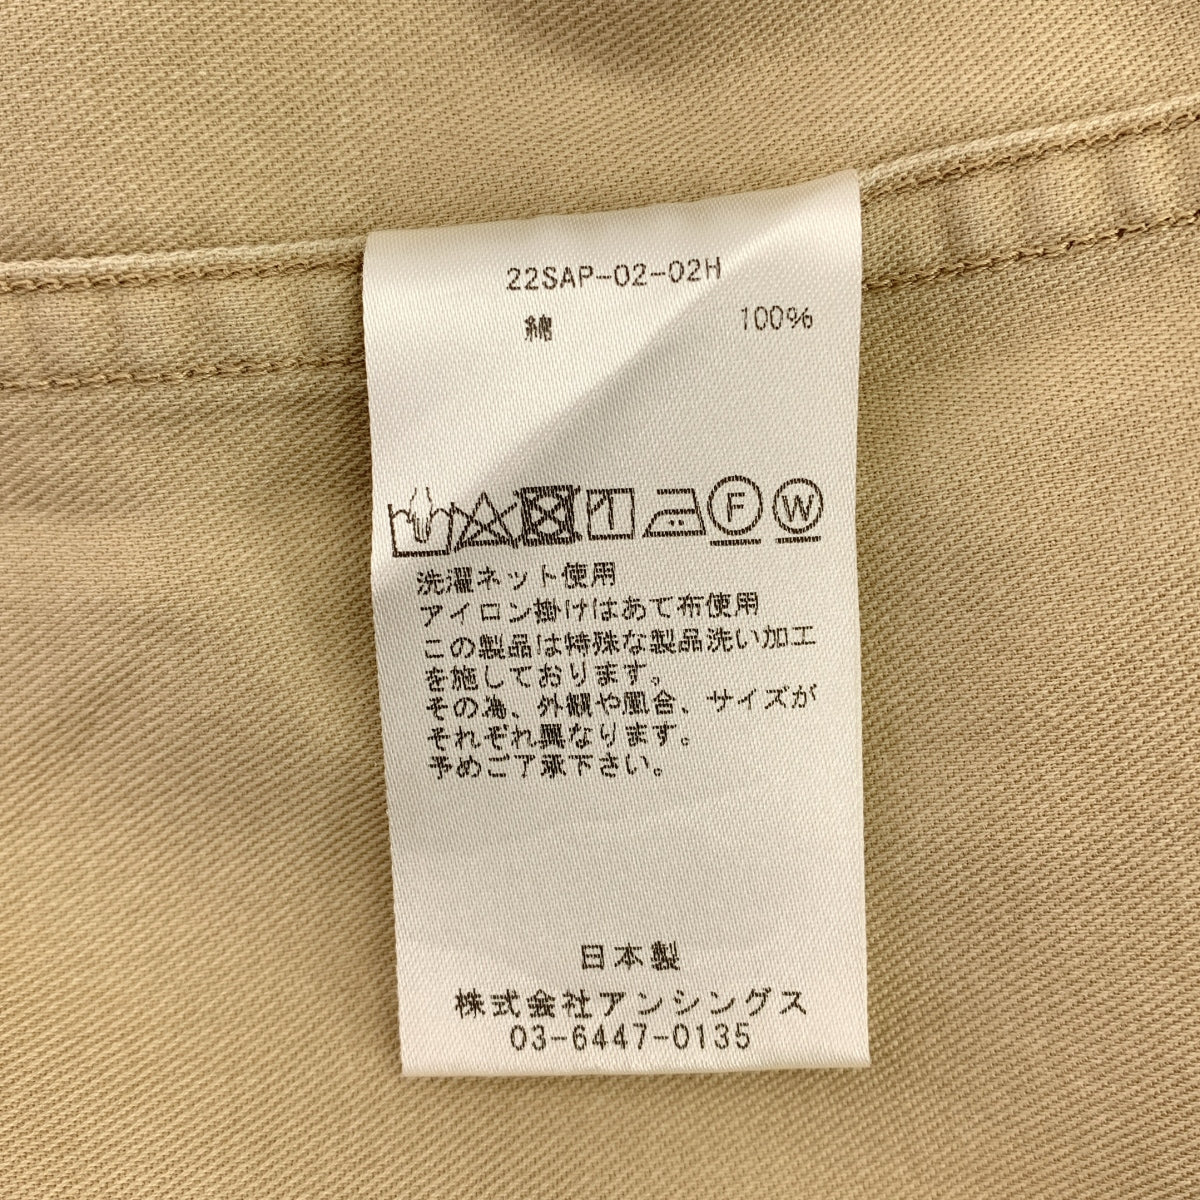 22SAP-02-02H
綿 100%
F W
洗濯ネット使用
アイロン掛けはあて布使用
この製品は特殊な製品洗い加工
を施しております。
その為、外観や風合、サイズが
それぞれ異なります。
予めご了承下さい。
日本製
株式会社アンシングス
03-6447-0135